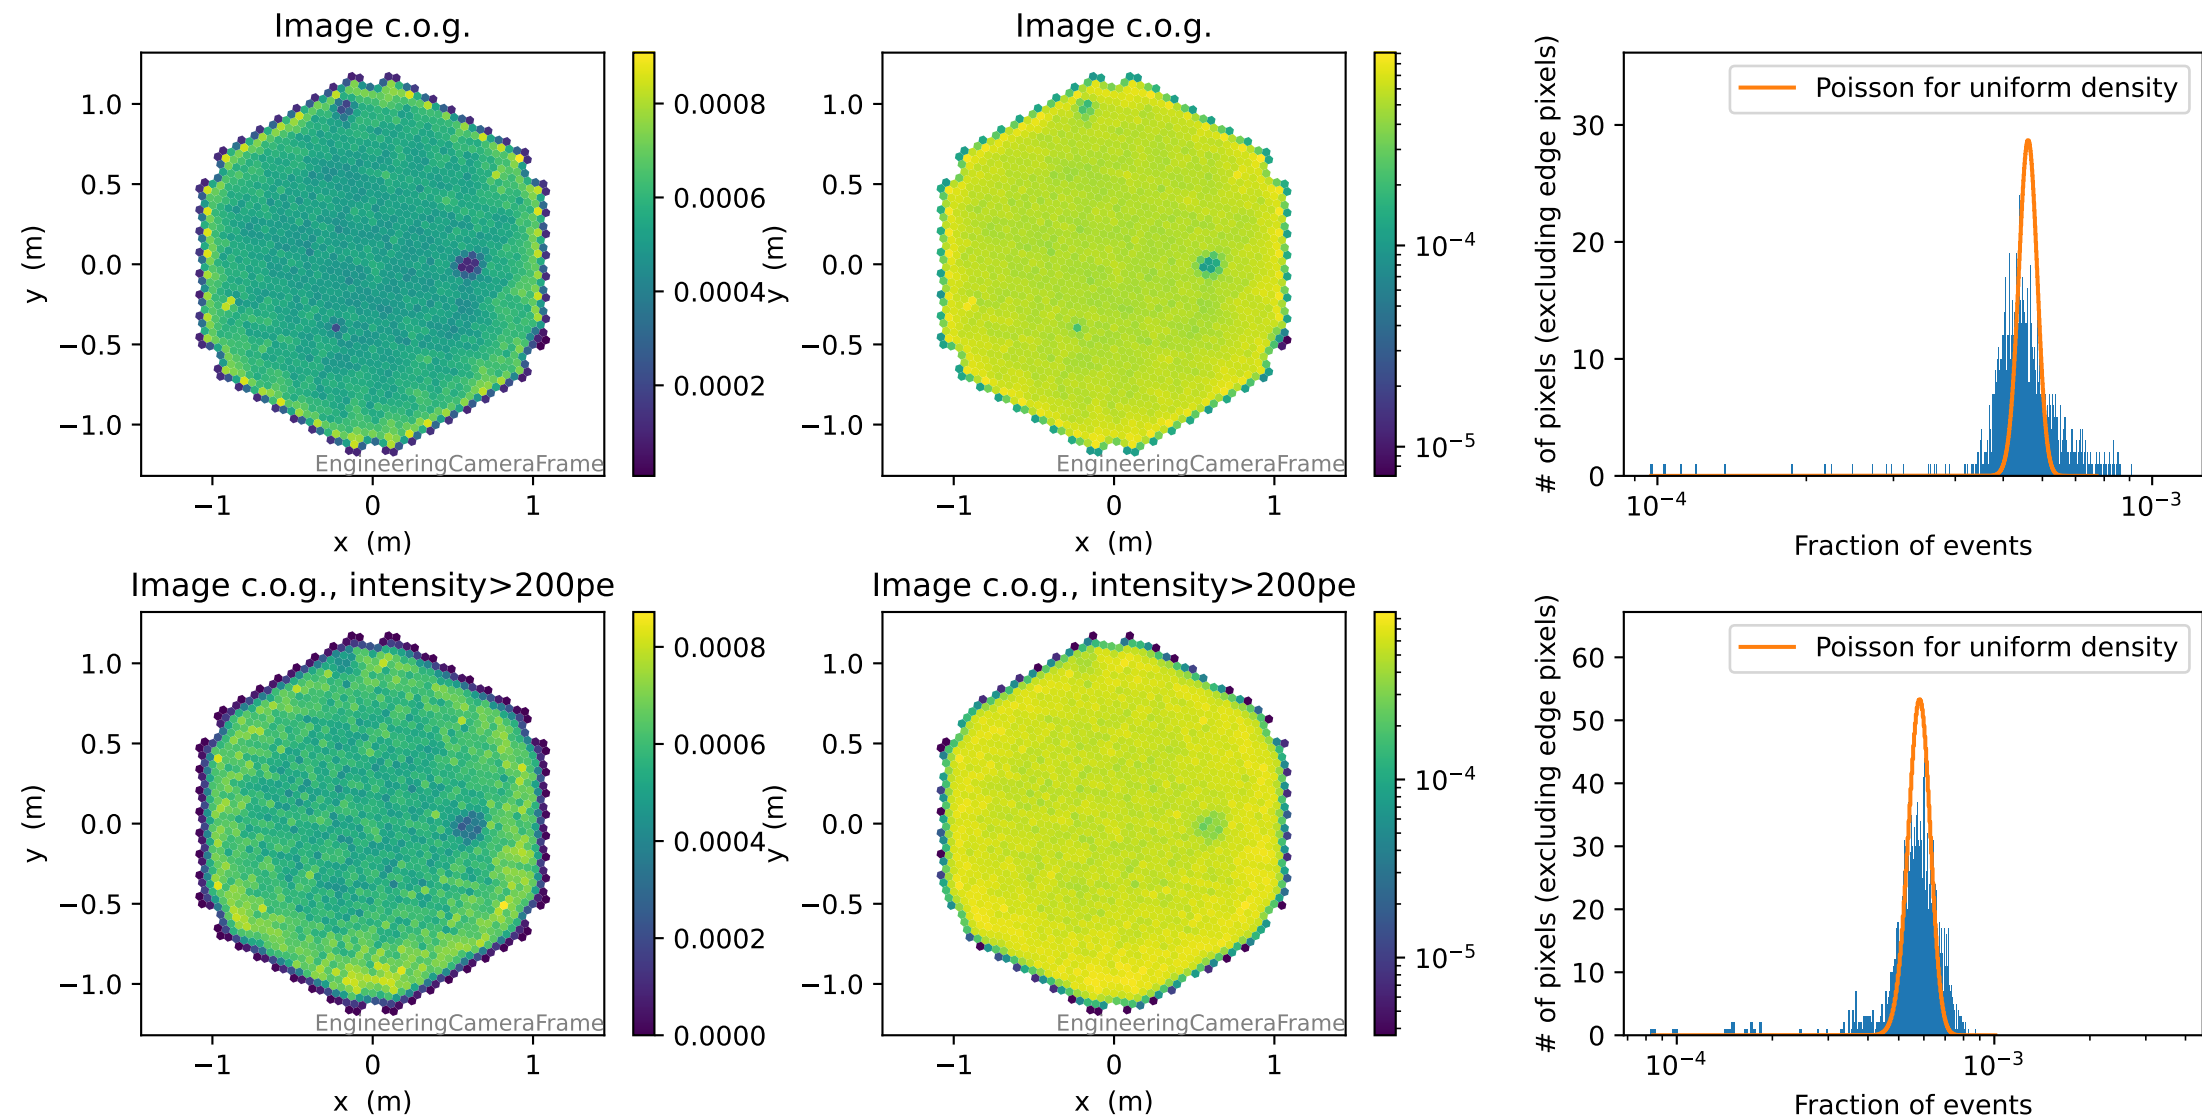 Image c.o.g.
1.0
0.5
0.0
−0.5
−1.0
y (m)
−1
0
1
x (m)
EngineeringCameraFrame
0.0008
0.0006
0.0004
0.0002
Image c.o.g.
1.0
0.5
0.0
−0.5
−1.0
y (m)
−1
0
1
x (m)
EngineeringCameraFrame
10−4
10−5
Poisson for uniform density
# of pixels (excluding edge pixels)
30
20
10
0
10−4
10−3
Fraction of events
Image c.o.g., intensity>200pe
1.0
0.5
0.0
−0.5
−1.0
y (m)
−1
0
1
x (m)
EngineeringCameraFrame
0.0008
0.0006
0.0004
0.0002
0.0000
Image c.o.g., intensity>200pe
1.0
0.5
0.0
−0.5
−1.0
y (m)
−1
0
1
x (m)
EngineeringCameraFrame
10−4
10−5
Poisson for uniform density
# of pixels (excluding edge pixels)
60
50
40
30
20
10
0
10−4
10−3
Fraction of events